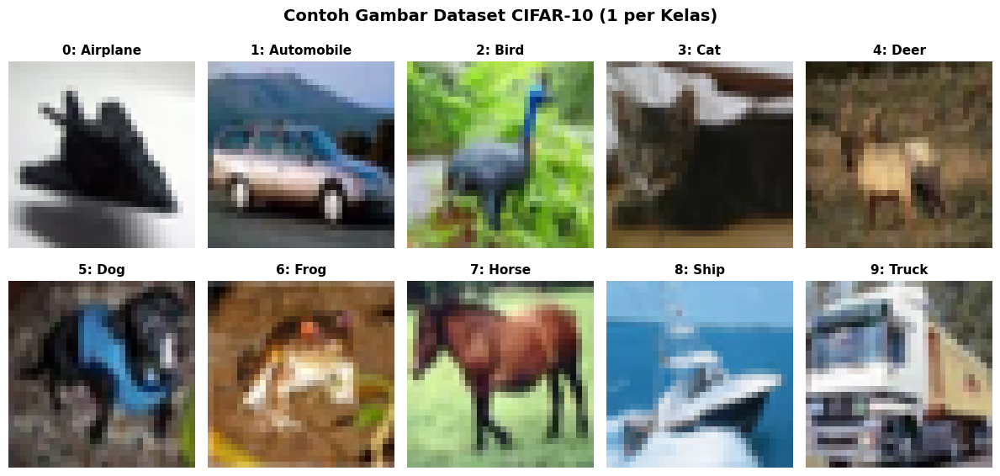 Contoh Gambar Dataset CIFAR-10 (1 per Kelas)
0: Airplane
1: Automobile
2: Bird
3: Cat
4: Deer
5: Dog
6: Frog
7: Horse
8: Ship
9: Truck